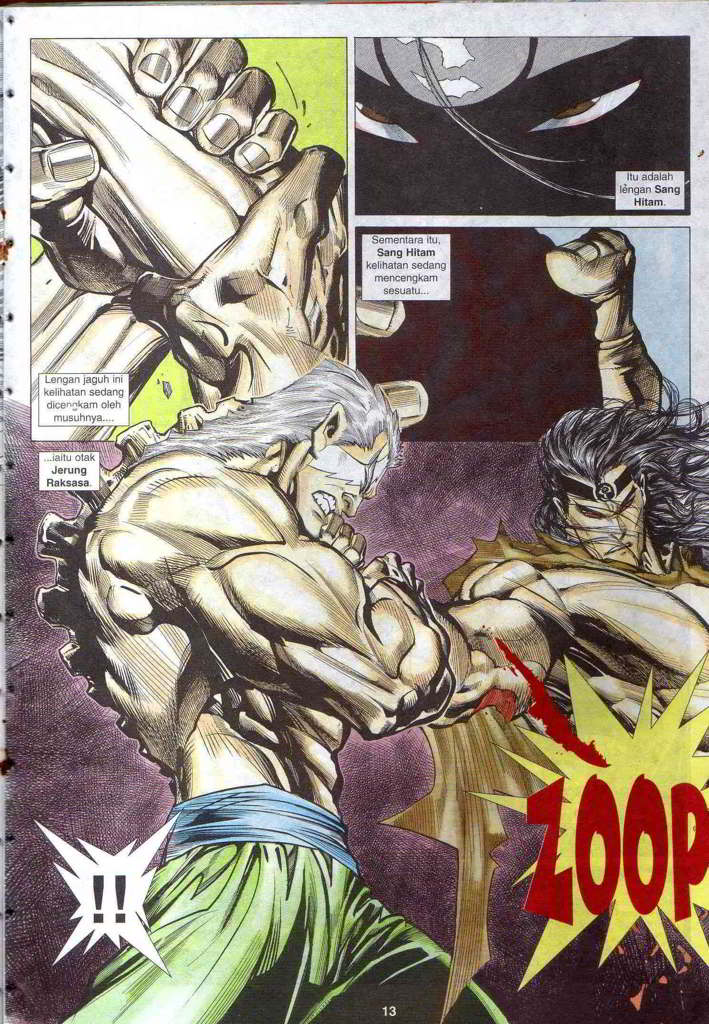 Itu adalah
lengan Sang
Hitam.
Sementara itu,
Sang Hitam
kelihatan sedang
mencengkam
sesuatu...
Lengan jaguh ini
kelihatan sedang
dicengkam oleh
musuhnya....
...iaitu otak
Jerung
Raksasa.
!!
ZOOP
13